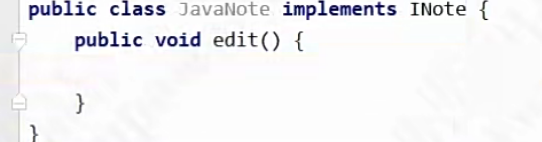 public class JavaNote implements INote {
    public void edit() {
    }
}